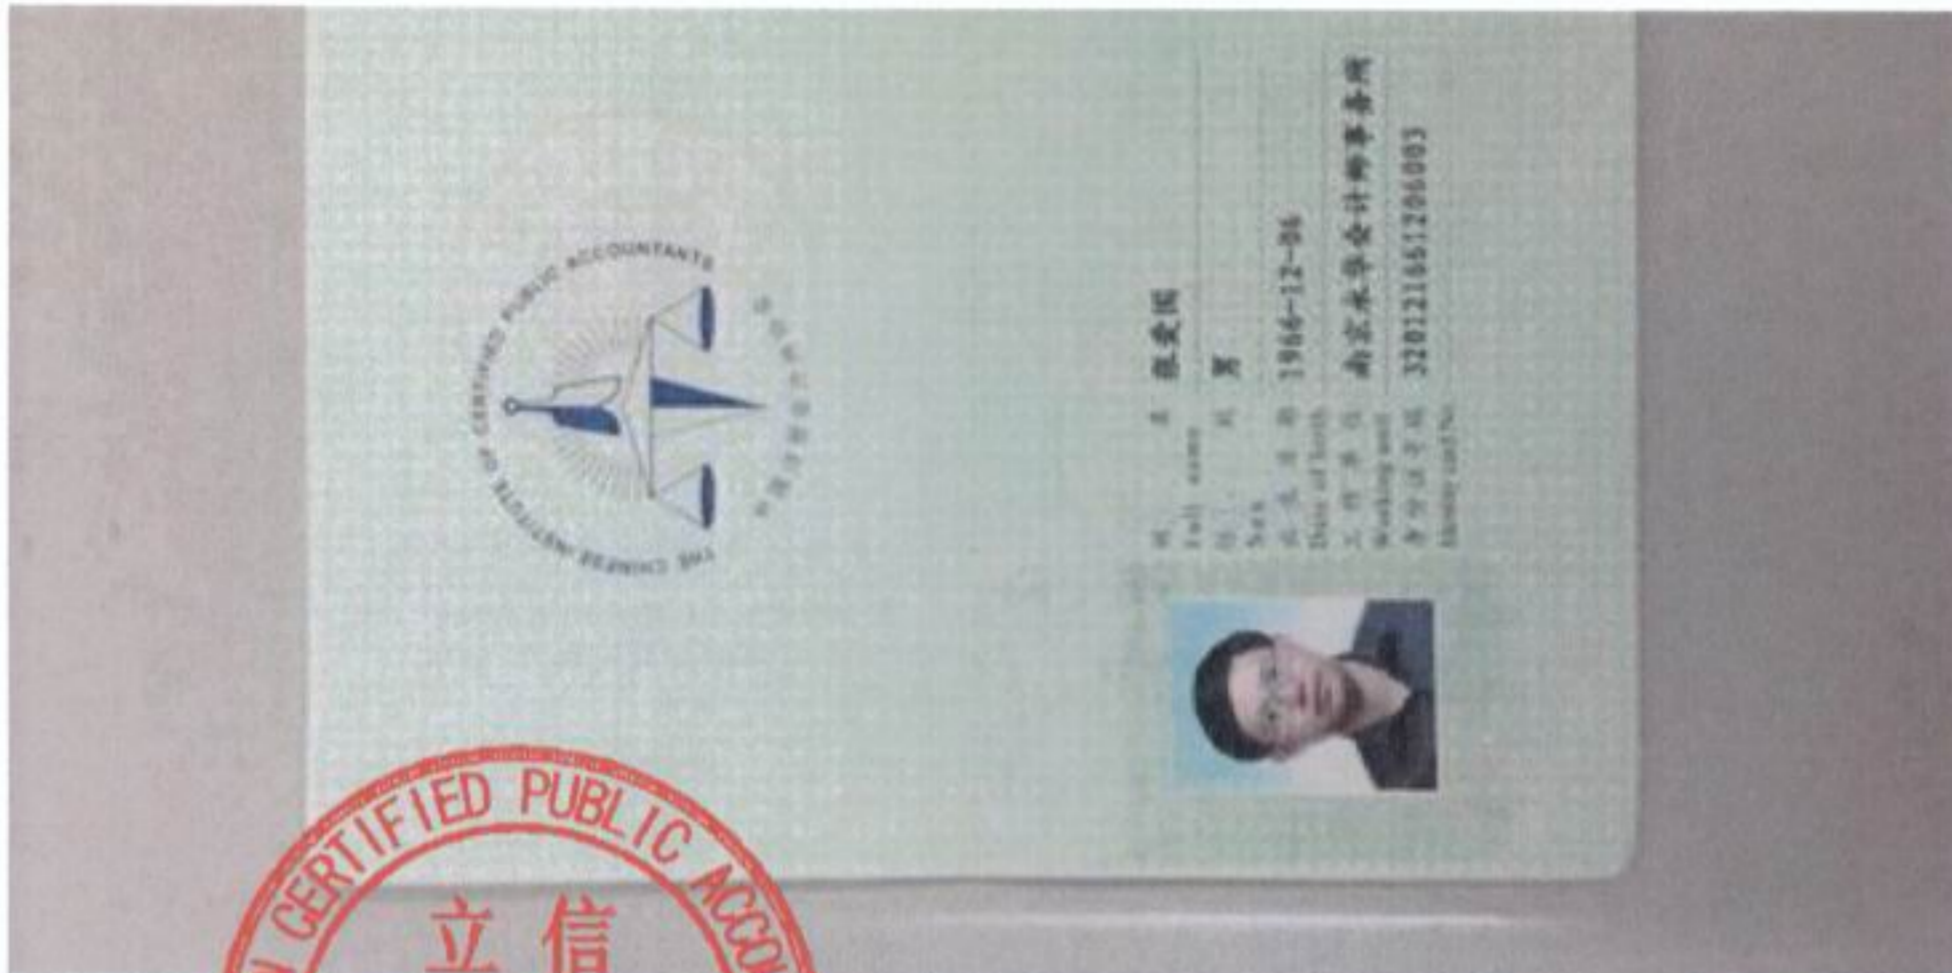 THE CHINESE INSTITUTE OF CERTIFIED PUBLIC ACCOUNTANTS
姓 名 张爱国
Full name
性 别 男
Sex
出 生 日 期 1966-12-06
Date of birth
工 作 单 位 南京永华会计师事务所
Working unit
身 份 证 号 码 320121661206003
Identity card No.
CERTIFIED PUBLIC
立信